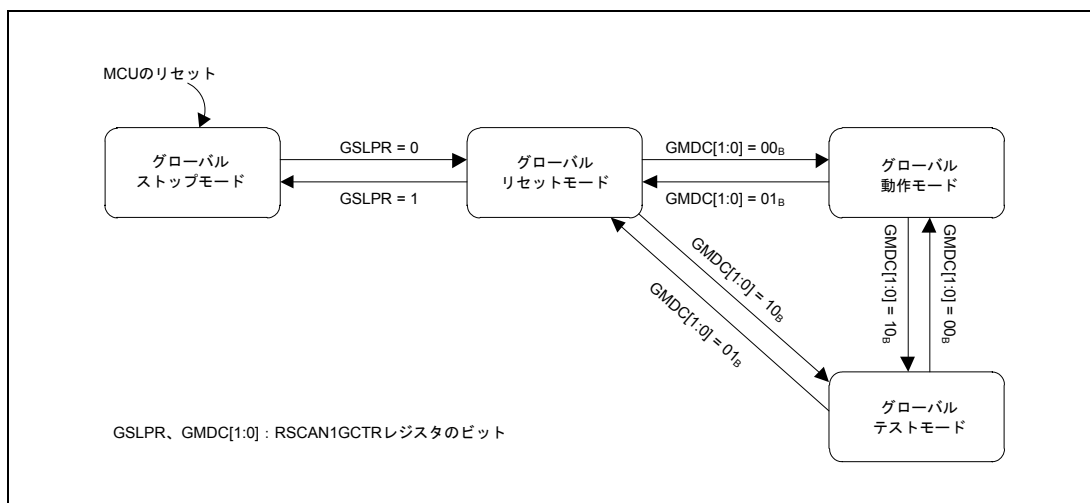 MCUのリセット
グローバル
ストップモード
GSLPR = 0
GSLPR = 1
グローバル
リセットモード
GMDC[1:0] = 00B
GMDC[1:0] = 01B
グローバル
動作モード
GMDC[1:0] = 10B
GMDC[1:0] = 01B
GMDC[1:0] = 10B
GMDC[1:0] = 00B
グローバル
テストモード
GSLPR、GMDC[1:0]：RSCAN1GCTRレジスタのビット